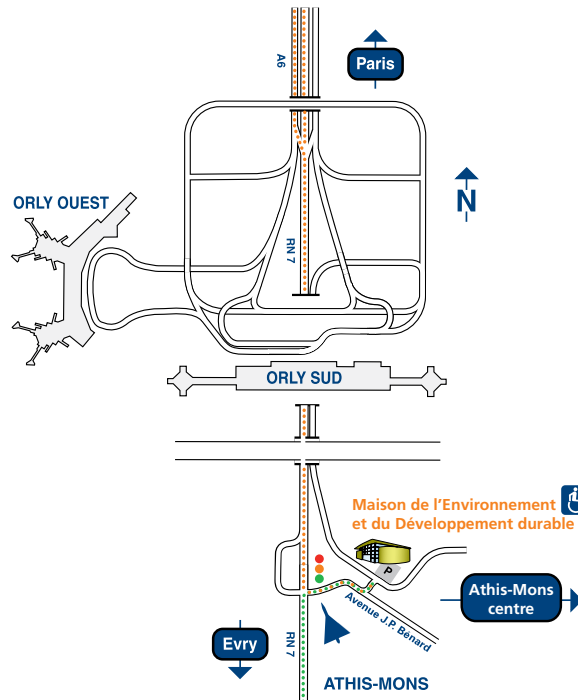 A6
Paris
N
ORLY OUEST
RN 7
ORLY SUD
Maison de l'Environnement
et du Développement durable
P
Athis-Mons
centre
Avenue J.P. Bénard
Evry
RN 7
ATHIS-MONS